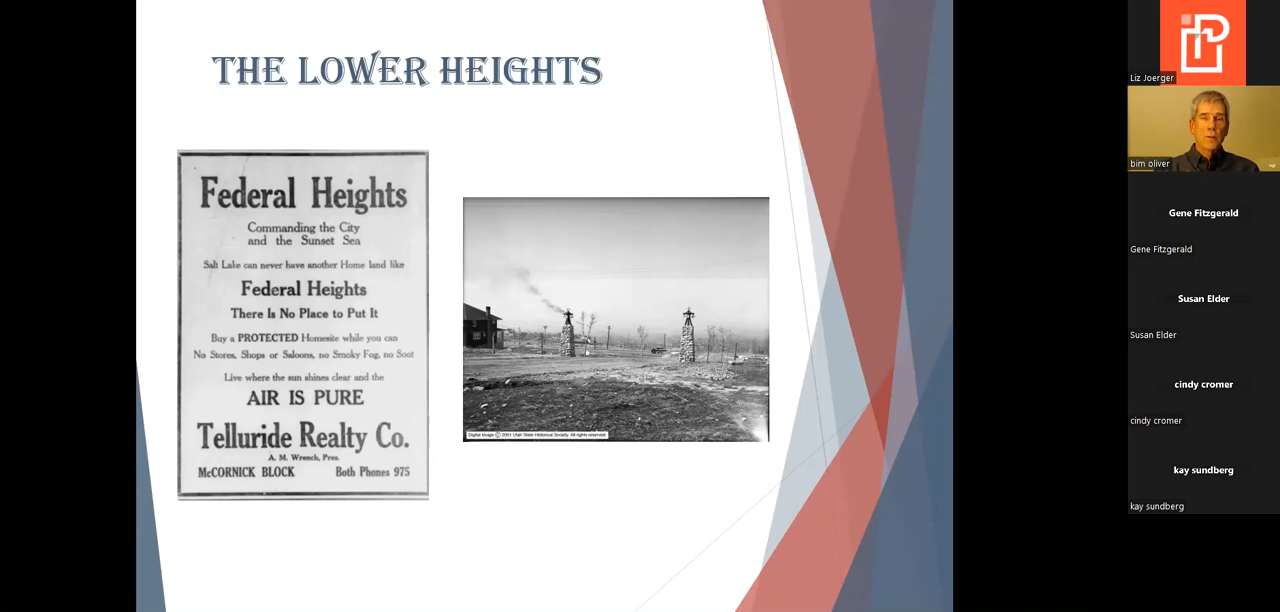 THE LOWER HEIGHTS
Federal Heights
Commanding the City
and the Sunset Sea
Salt Lake can never have another Home land like
Federal Heights
There Is No Place to Put It
Buy a PROTECTED Homesite while you can
No Stores, Shops or Saloons, no Smoky Fog, no Soot
Live where the sun shines clear and the
AIR IS PURE
Telluride Realty Co.
A. M. Wrench, Pres.
McCORNICK BLOCK Both Phones 975
Digital Image © 2001 Utah State Historical Society. All rights reserved.
Liz Joerger
bim oliver
Gene Fitzgerald
Gene Fitzgerald
Susan Elder
Susan Elder
cindy cromer
cindy cromer
kay sundberg
kay sundberg